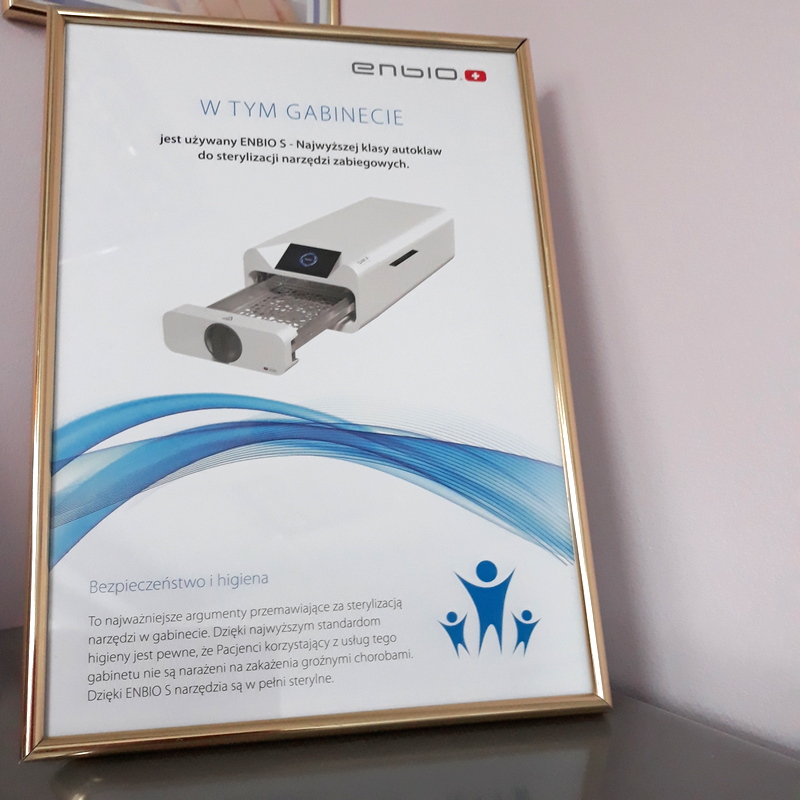 enbio
W TYM GABINECIE
jest używany ENBIO S - Najwyższej klasy autoklaw
do sterylizacji narzędzi zabiegowych.
Bezpieczeństwo i higiena
To najważniejsze argumenty przemawiające za sterylizacją
narzędzi w gabinecie. Dzięki najwyższym standardom
higieny jest pewne, że Pacjenci korzystający z usług tego
gabinetu nie są narażeni na zakażenia groźnymi chorobami.
Dzięki ENBIO S narzędzia są w pełni sterylne.